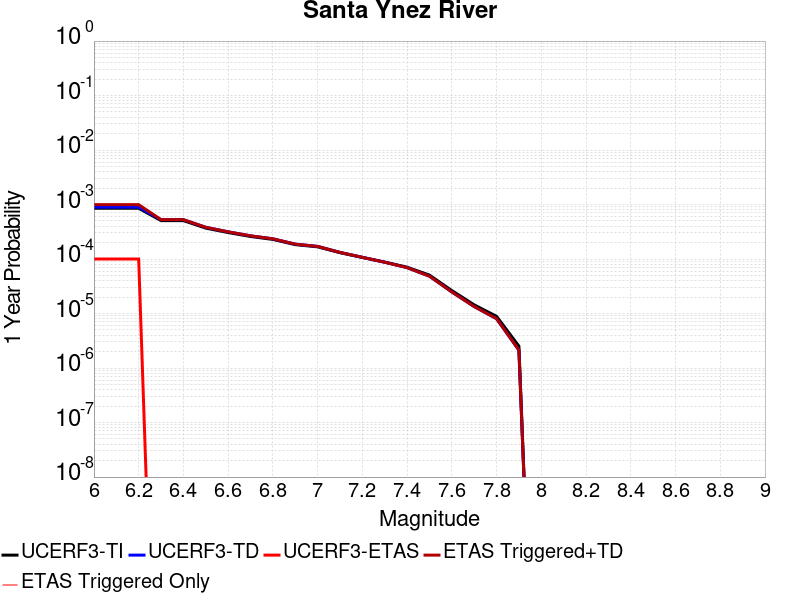 Santa Ynez River
10^0
10^-1
10^-2
10^-3
10^-4
10^-5
10^-6
10^-7
10^-8
1 Year Probability
6 6.2 6.4 6.6 6.8 7 7.2 7.4 7.6 7.8 8 8.2 8.4 8.6 8.8 9
Magnitude
UCERF3-TI UCERF3-TD UCERF3-ETAS ETAS Triggered+TD
ETAS Triggered Only